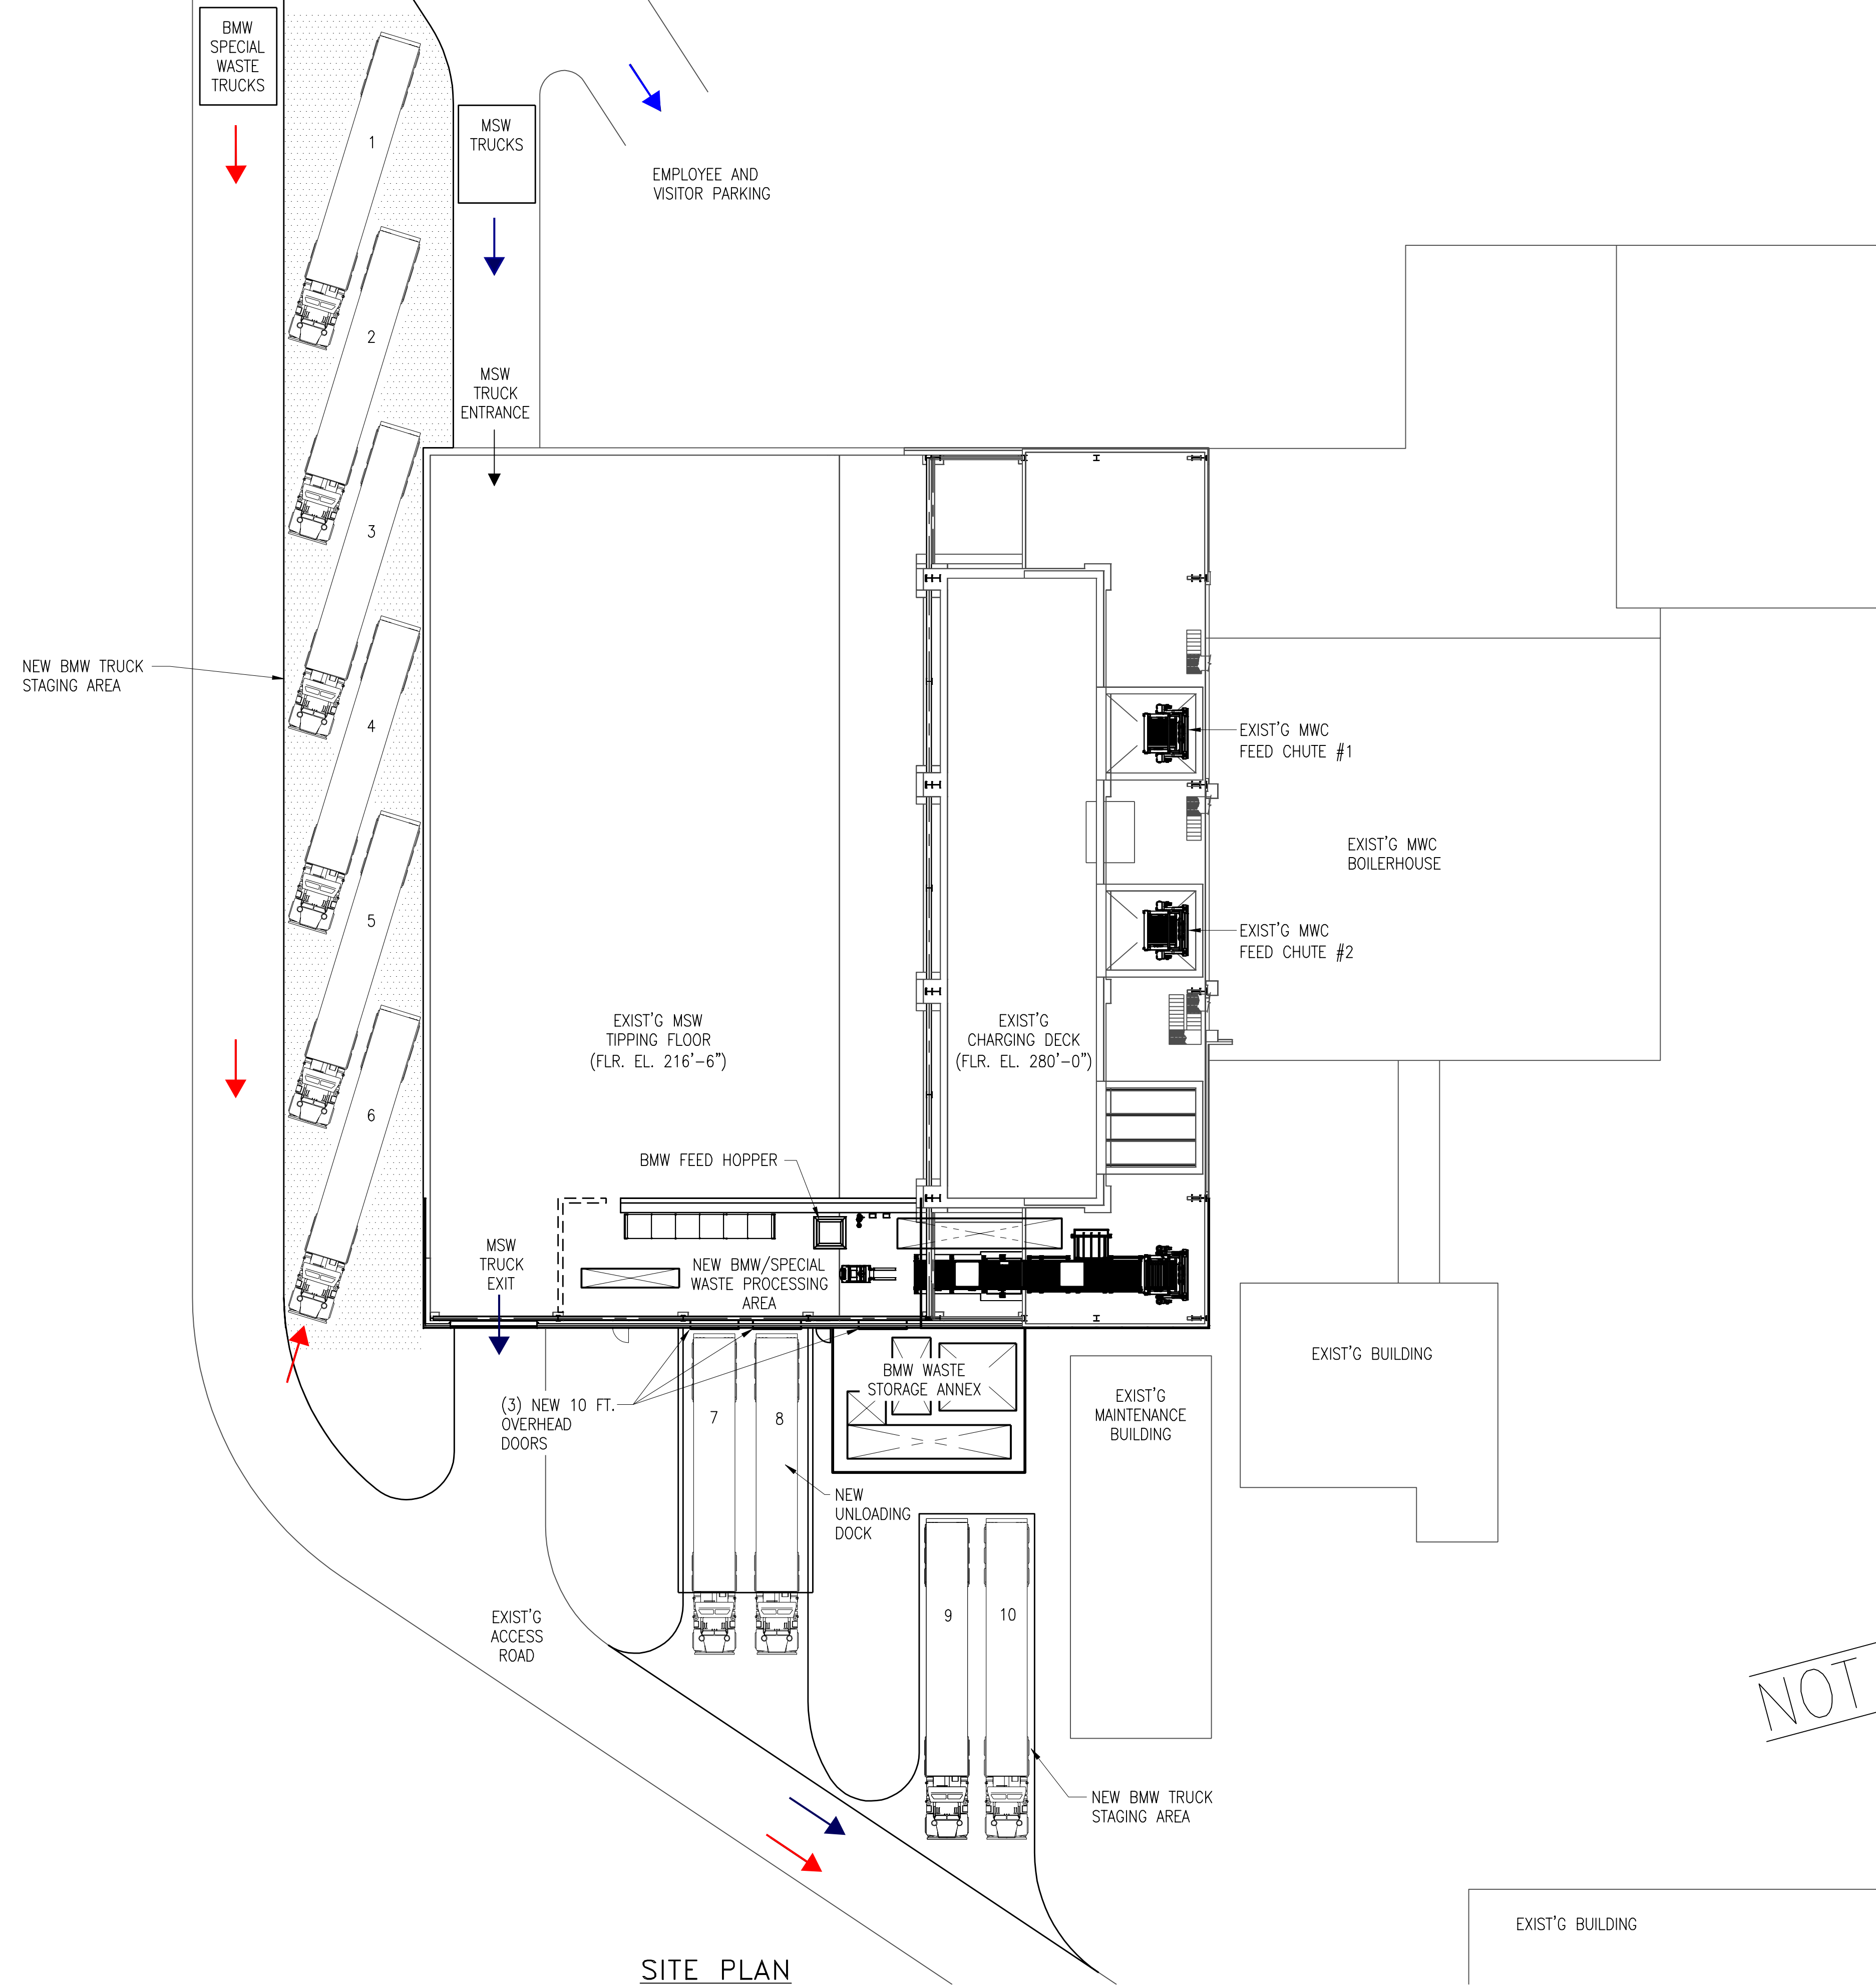 BMW
SPECIAL
WASTE
TRUCKS
MSW
TRUCKS
EMPLOYEE AND
VISITOR PARKING
1
2
MSW
TRUCK
ENTRANCE
3
NEW BMW TRUCK
STAGING AREA
4
EXIST'G MWC
FEED CHUTE #1
EXIST'G MWC
BOILERHOUSE
5
EXIST'G MWC
FEED CHUTE #2
EXIST'G MSW
TIPPING FLOOR
(FLR. EL. 216'-6")
EXIST'G
CHARGING DECK
(FLR. EL. 280'-0")
6
BMW FEED HOPPER
MSW
TRUCK
EXIT
NEW BMW/SPECIAL
WASTE PROCESSING
AREA
BMW WASTE
STORAGE ANNEX
EXIST'G BUILDING
EXIST'G
MAINTENANCE
BUILDING
(3) NEW 10 FT.
OVERHEAD
DOORS
7
8
NEW
UNLOADING
DOCK
EXIST'G
ACCESS
ROAD
9
10
NOT
NEW BMW TRUCK
STAGING AREA
EXIST'G BUILDING
SITE PLAN